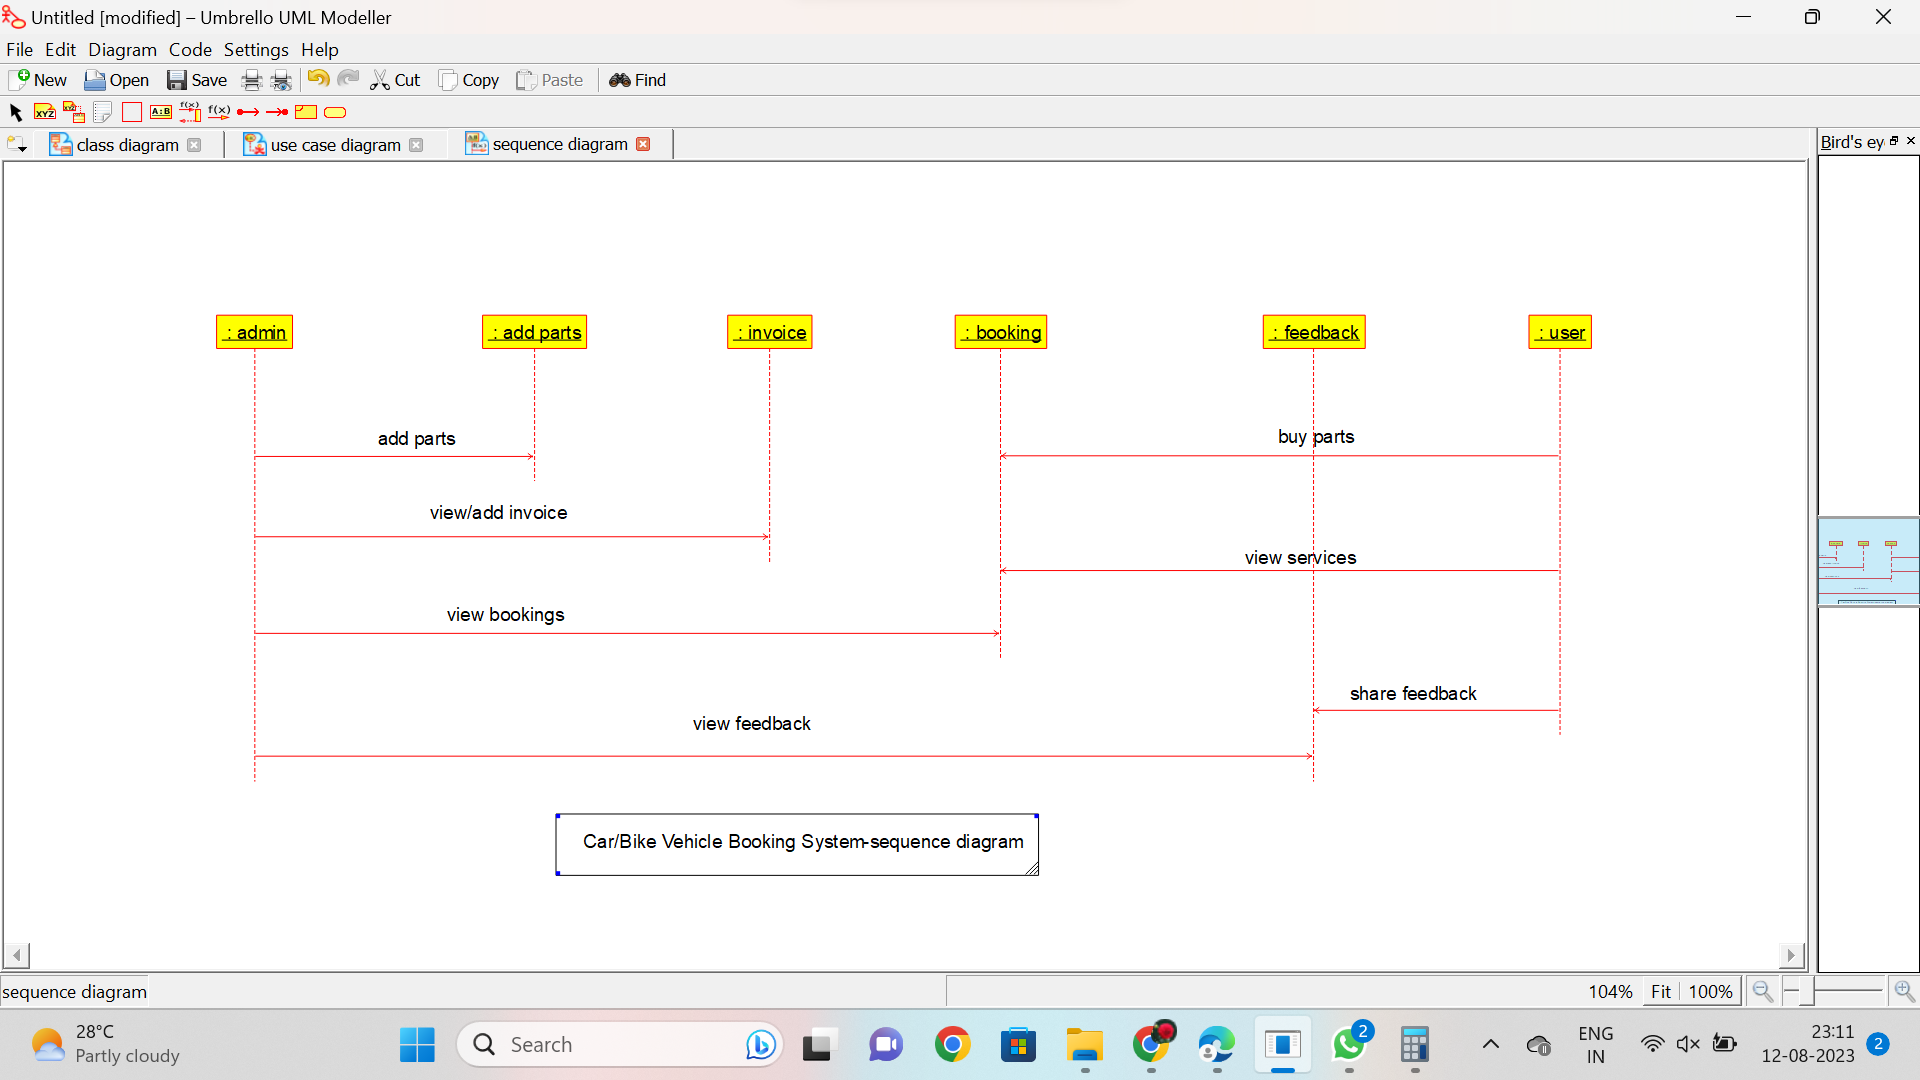 Untitled [modified] – Umbrello UML Modeller
File Edit Diagram Code Settings Help
New Open Save Cut Copy Paste Find
XYZ XYZ A:B f(x) f(x)
class diagram use case diagram sequence diagram
Bird's ey
: admin : add parts : invoice : booking : feedback : user
add parts
buy parts
view/add invoice
view services
view bookings
share feedback
view feedback
Car/Bike Vehicle Booking System-sequence diagram
sequence diagram
104% Fit 100%
28°C
Partly cloudy
Search
2
ENG
IN
23:11
12-08-2023
2